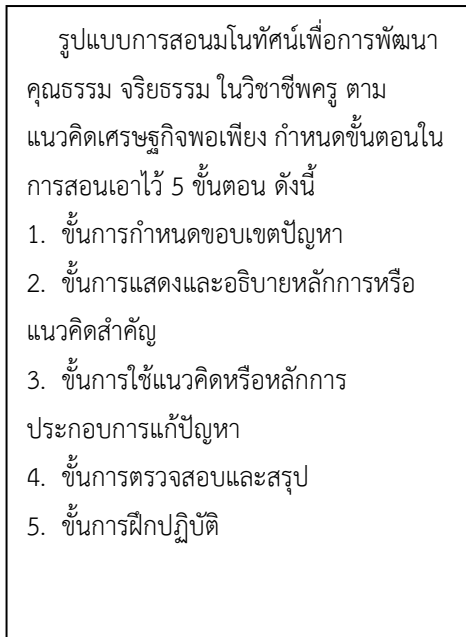 รูปแบบการสอนมโนทัศน์เพื่อการพัฒนา
คุณธรรม จริยธรรม ในวิชาชีพครู ตาม
แนวคิดเศรษฐกิจพอเพียง กำหนดขั้นตอนใน
การสอนเอาไว้ 5 ขั้นตอน ดังนี้
1. ขั้นการกำหนดขอบเขตปัญหา
2. ขั้นการแสดงและอธิบายหลักการหรือ
แนวคิดสำคัญ
3. ขั้นการใช้แนวคิดหรือหลักการ
ประกอบการแก้ปัญหา
4. ขั้นการตรวจสอบและสรุป
5. ขั้นการฝึกปฏิบัติ